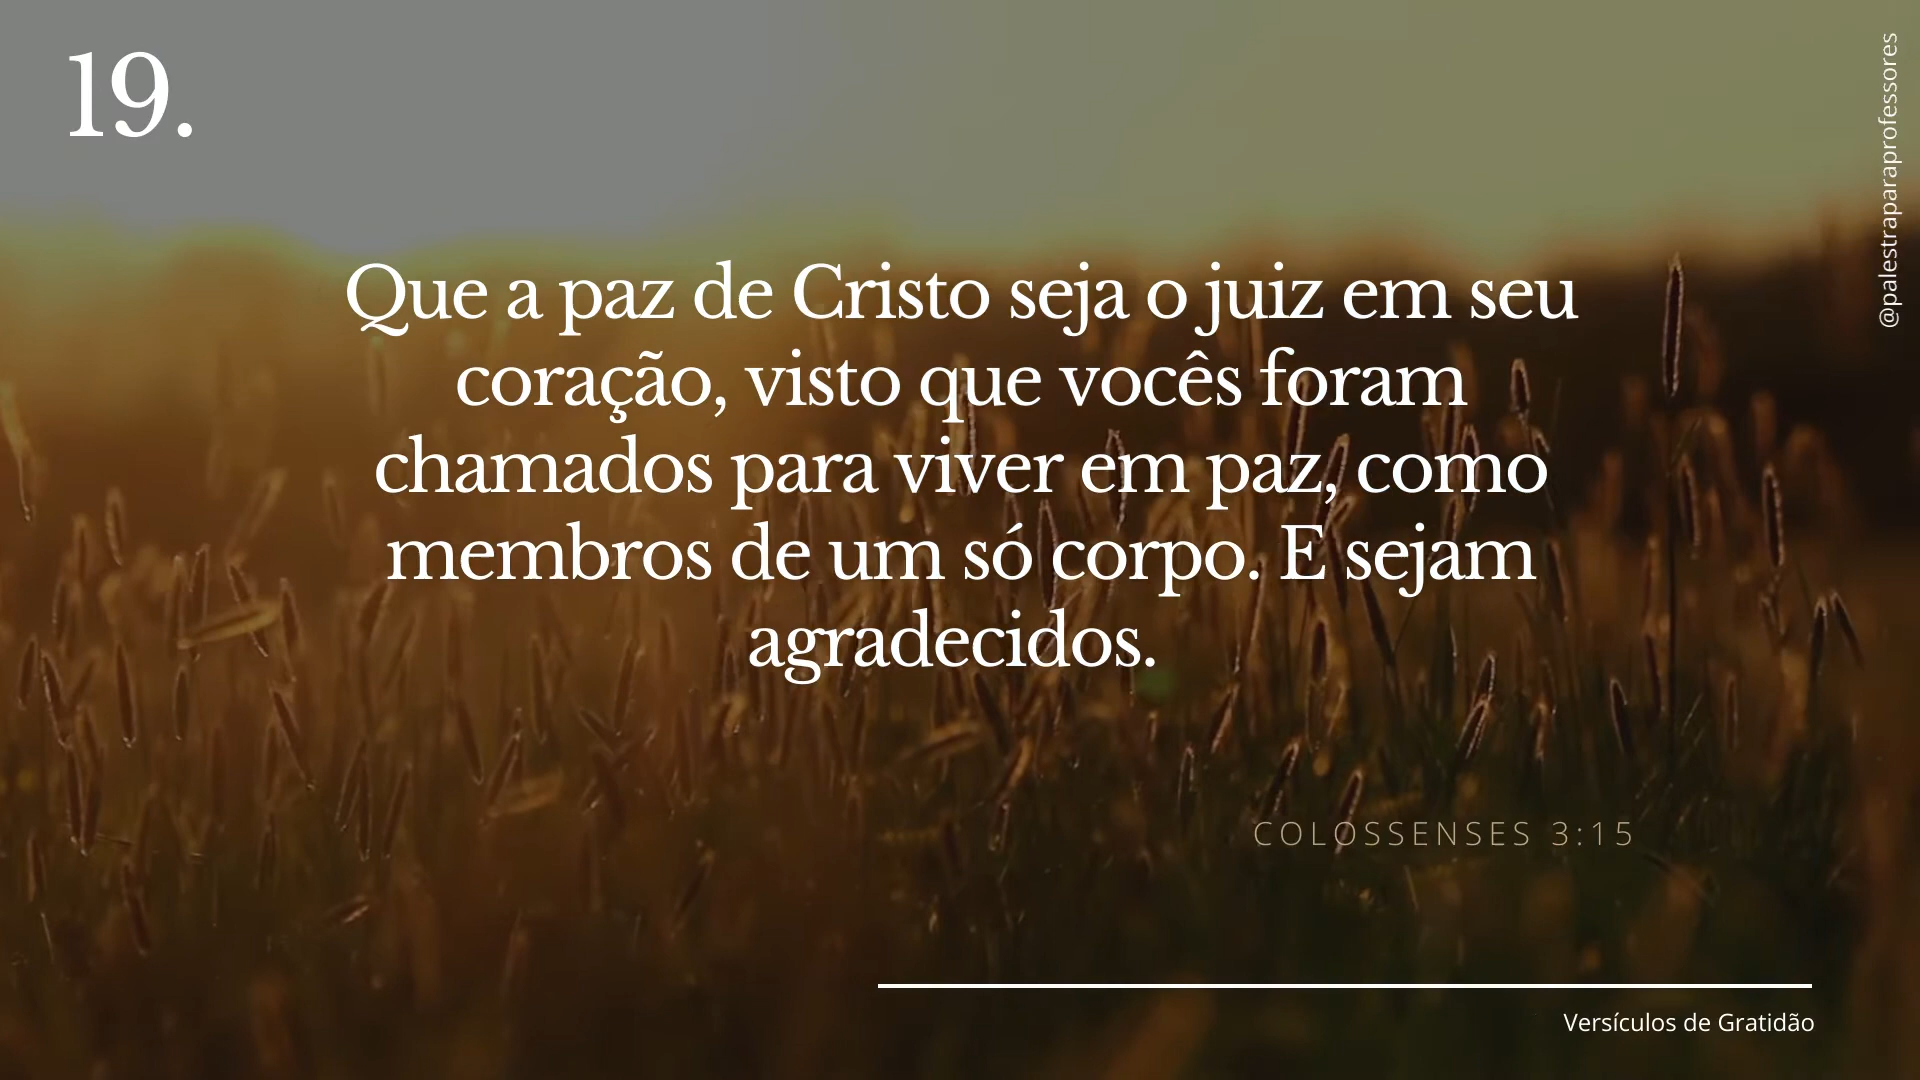 19.
@palestraparaprofessores
Que a paz de Cristo seja o juiz em seu
coração, visto que vocês foram
chamados para viver em paz, como
membros de um só corpo. E sejam
agradecidos.
COLOSSENSES 3:15
Versículos de Gratidão